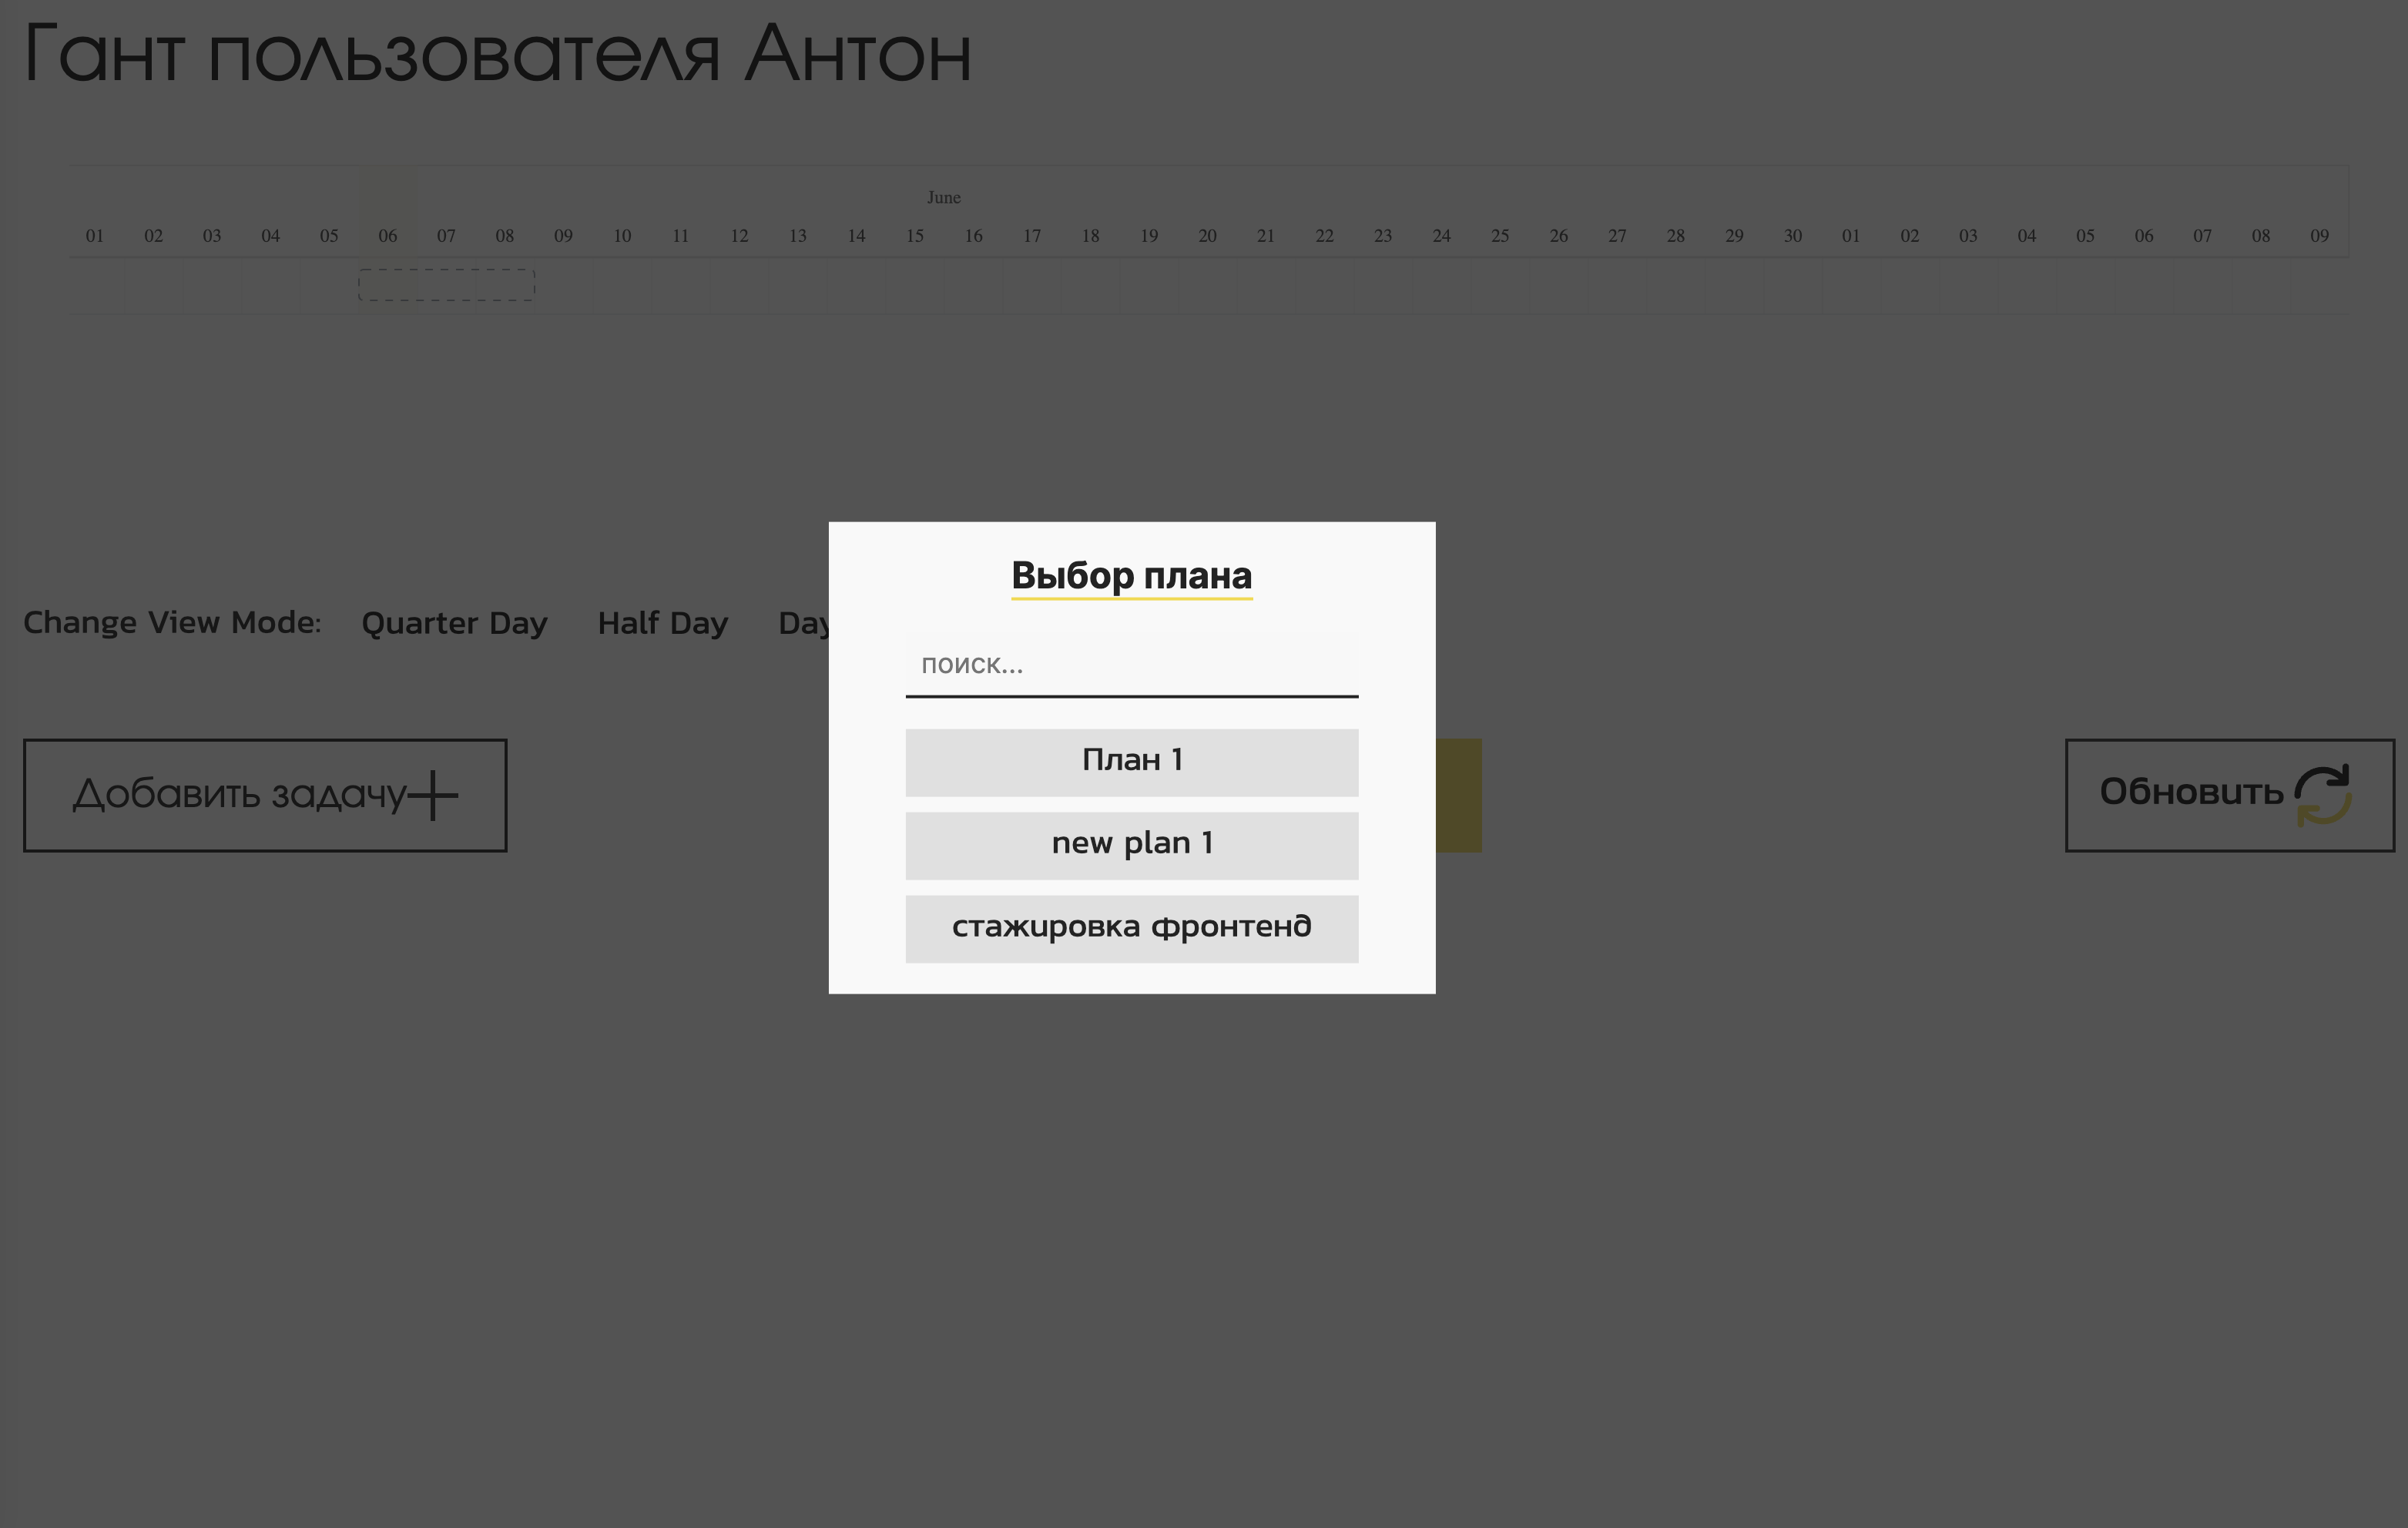 Гант пользователя Антон
June
01 02 03 04 05 06 07 08 09 10 11 12 13 14 15 16 17 18 19 20 21 22 23 24 25 26 27 28 29 30 01 02 03 04 05 06 07 08 09
Выбор плана
Change View Mode: Quarter Day Half Day Day
поиск...
План 1
Добавить задачу
Обновить
new plan 1
стажировка фронтенд